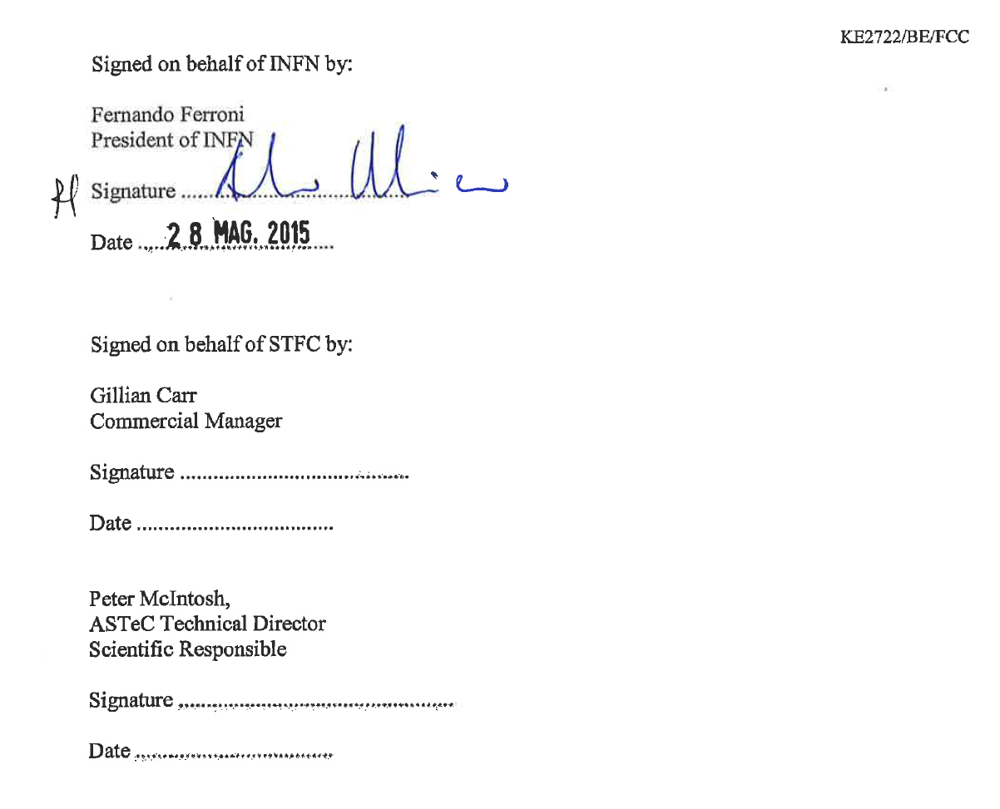 KE2722/BE/FCC
Signed on behalf of INFN by:
Fernando Ferroni
President of INFN
Signature ..........................................
Date ....................................
28 MAG. 2015
Signed on behalf of STFC by:
Gillian Carr
Commercial Manager
Signature ..........................................
Date ....................................
Peter McIntosh,
ASTeC Technical Director
Scientific Responsible
Signature ..................................................
Date ....................................